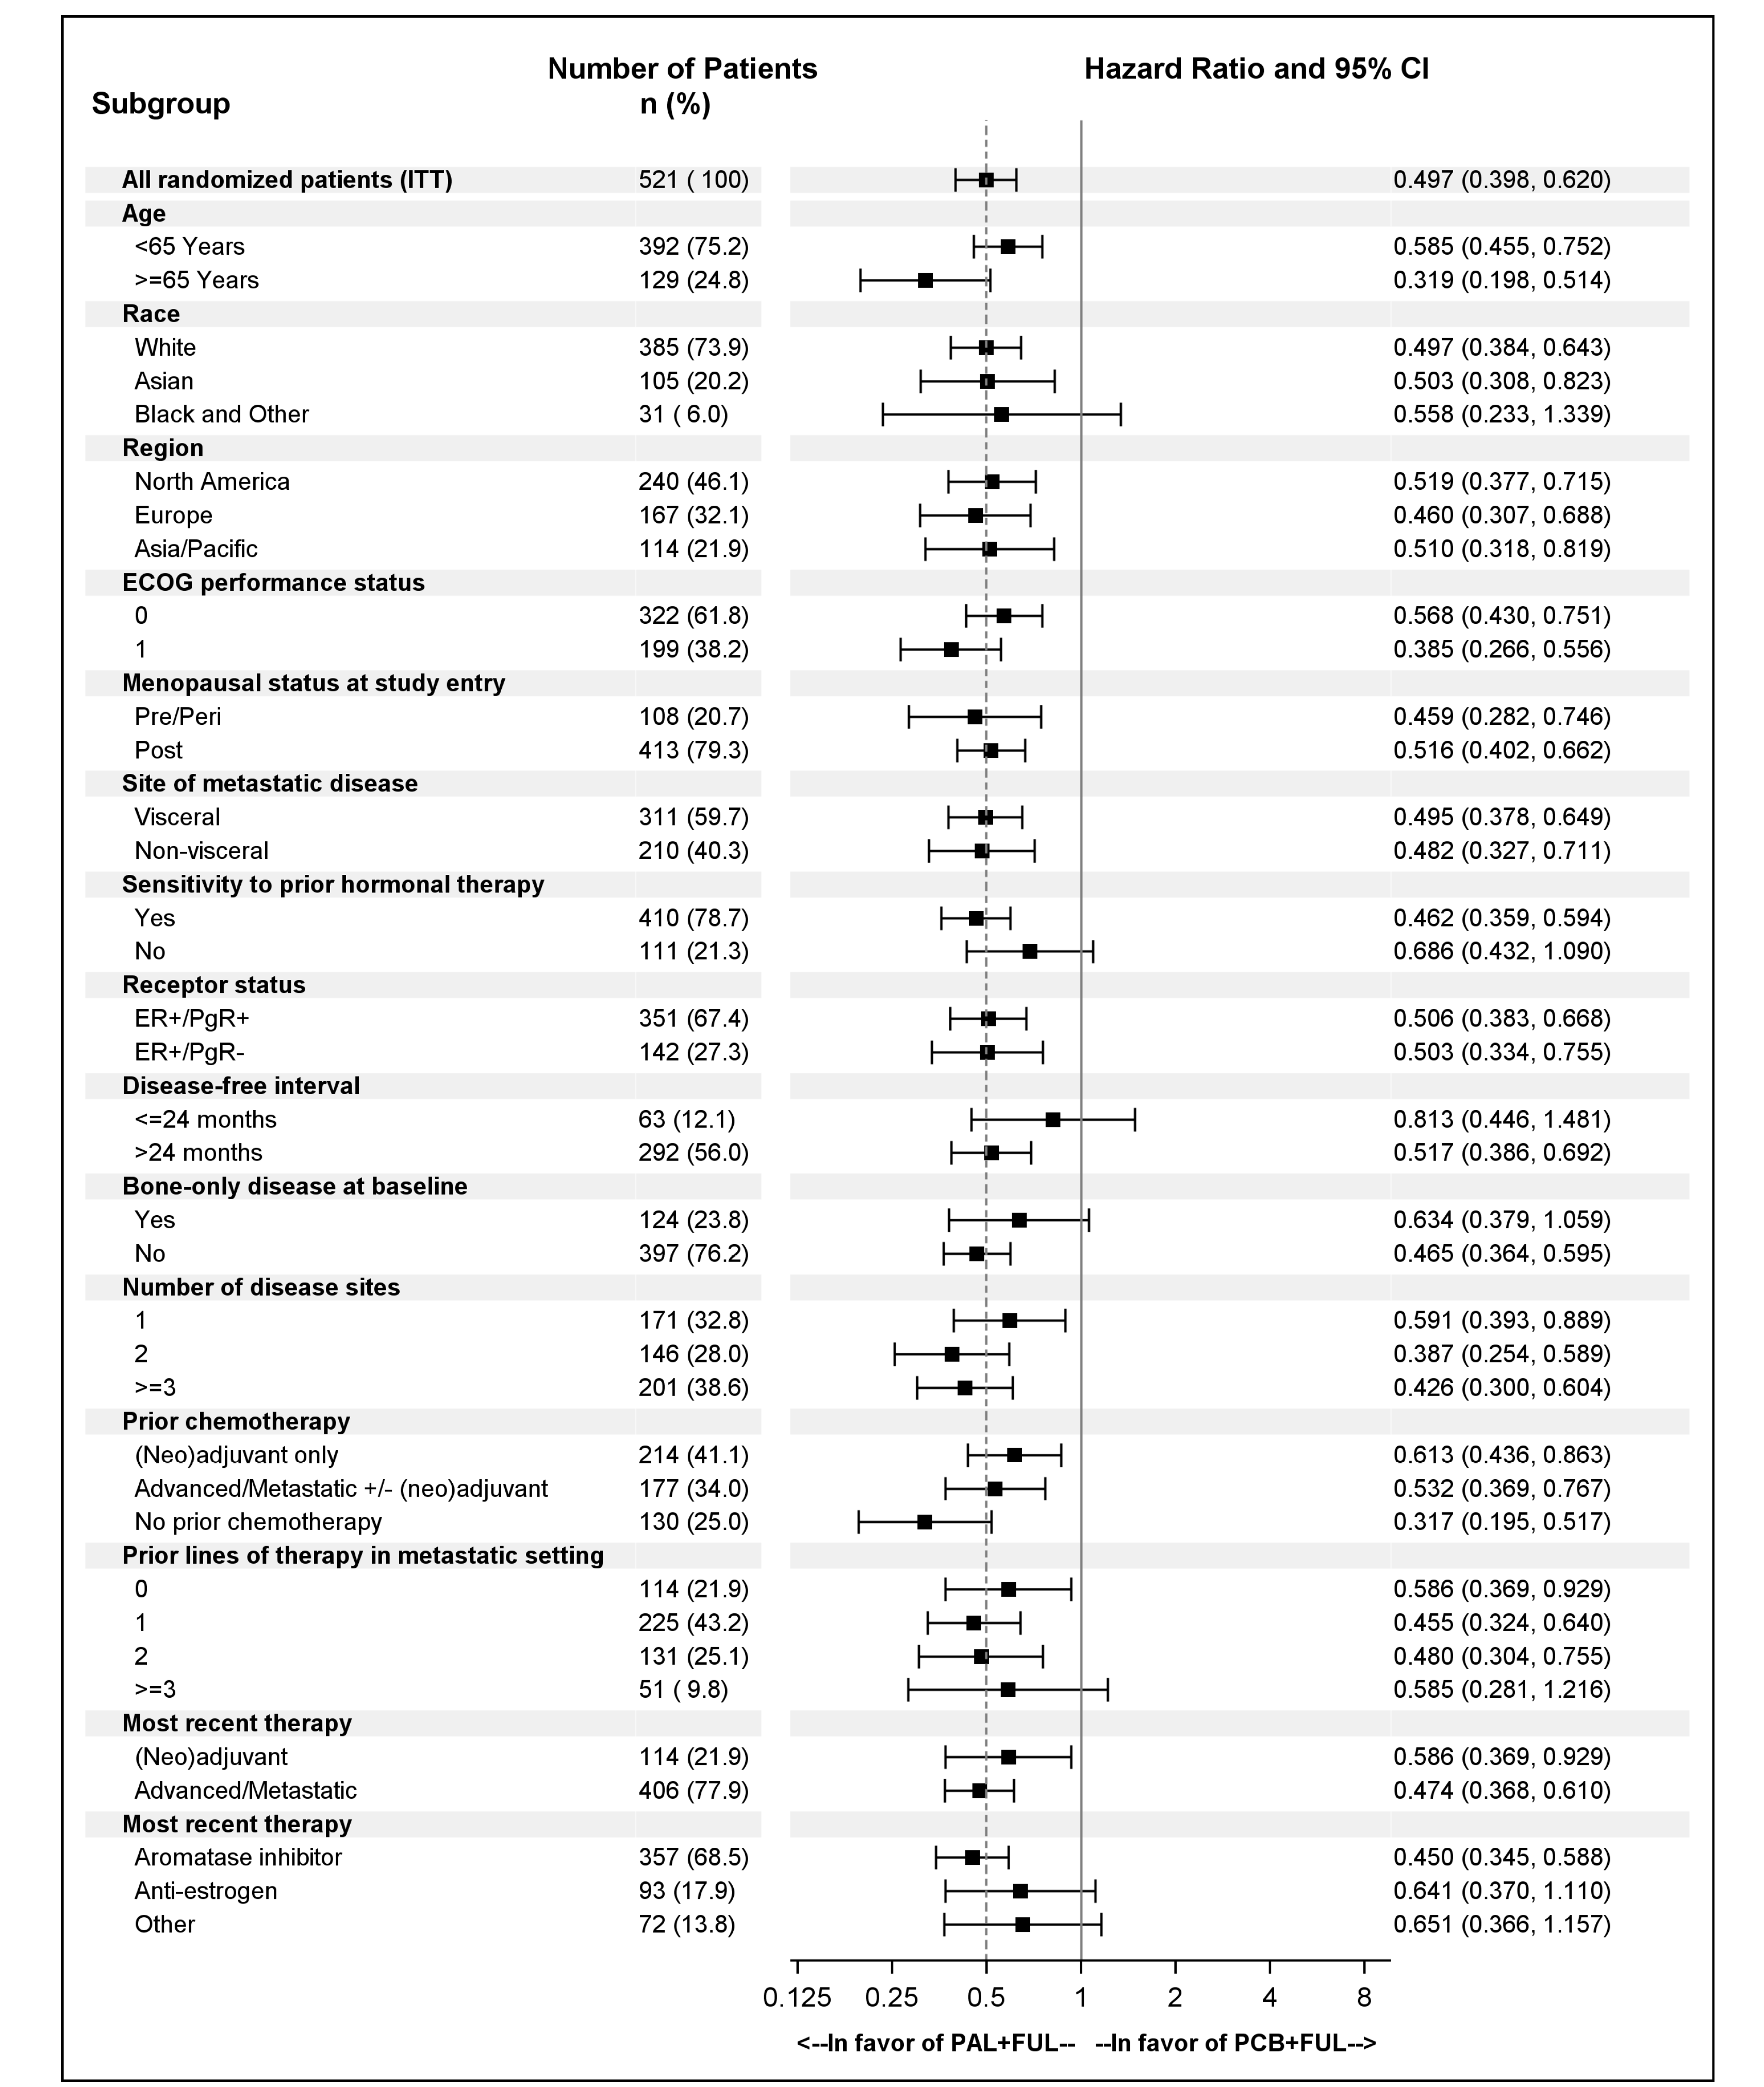 Number of Patients Hazard Ratio and 95% CI
Subgroup n (%)
All randomized patients (ITT) 521 ( 100) 0.497 (0.398, 0.620)
Age
<65 Years 392 (75.2) 0.585 (0.455, 0.752)
>=65 Years 129 (24.8) 0.319 (0.198, 0.514)
Race
White 385 (73.9) 0.497 (0.384, 0.643)
Asian 105 (20.2) 0.503 (0.308, 0.823)
Black and Other 31 ( 6.0) 0.558 (0.233, 1.339)
Region
North America 240 (46.1) 0.519 (0.377, 0.715)
Europe 167 (32.1) 0.460 (0.307, 0.688)
Asia/Pacific 114 (21.9) 0.510 (0.318, 0.819)
ECOG performance status
0 322 (61.8) 0.568 (0.430, 0.751)
1 199 (38.2) 0.385 (0.266, 0.556)
Menopausal status at study entry
Pre/Peri 108 (20.7) 0.459 (0.282, 0.746)
Post 413 (79.3) 0.516 (0.402, 0.662)
Site of metastatic disease
Visceral 311 (59.7) 0.495 (0.378, 0.649)
Non-visceral 210 (40.3) 0.482 (0.327, 0.711)
Sensitivity to prior hormonal therapy
Yes 410 (78.7) 0.462 (0.359, 0.594)
No 111 (21.3) 0.686 (0.432, 1.090)
Receptor status
ER+/PgR+ 351 (67.4) 0.506 (0.383, 0.668)
ER+/PgR- 142 (27.3) 0.503 (0.334, 0.755)
Disease-free interval
<=24 months 63 (12.1) 0.813 (0.446, 1.481)
>24 months 292 (56.0) 0.517 (0.386, 0.692)
Bone-only disease at baseline
Yes 124 (23.8) 0.634 (0.379, 1.059)
No 397 (76.2) 0.465 (0.364, 0.595)
Number of disease sites
1 171 (32.8) 0.591 (0.393, 0.889)
2 146 (28.0) 0.387 (0.254, 0.589)
>=3 201 (38.6) 0.426 (0.300, 0.604)
Prior chemotherapy
(Neo)adjuvant only 214 (41.1) 0.613 (0.436, 0.863)
Advanced/Metastatic +/- (neo)adjuvant 177 (34.0) 0.532 (0.369, 0.767)
No prior chemotherapy 130 (25.0) 0.317 (0.195, 0.517)
Prior lines of therapy in metastatic setting
0 114 (21.9) 0.586 (0.369, 0.929)
1 225 (43.2) 0.455 (0.324, 0.640)
2 131 (25.1) 0.480 (0.304, 0.755)
>=3 51 ( 9.8) 0.585 (0.281, 1.216)
Most recent therapy
(Neo)adjuvant 114 (21.9) 0.586 (0.369, 0.929)
Advanced/Metastatic 406 (77.9) 0.474 (0.368, 0.610)
Most recent therapy
Aromatase inhibitor 357 (68.5) 0.450 (0.345, 0.588)
Anti-estrogen 93 (17.9) 0.641 (0.370, 1.110)
Other 72 (13.8) 0.651 (0.366, 1.157)
0.125 0.25 0.5 1 2 4 8
<--In favor of PAL+FUL-- --In favor of PCB+FUL-->